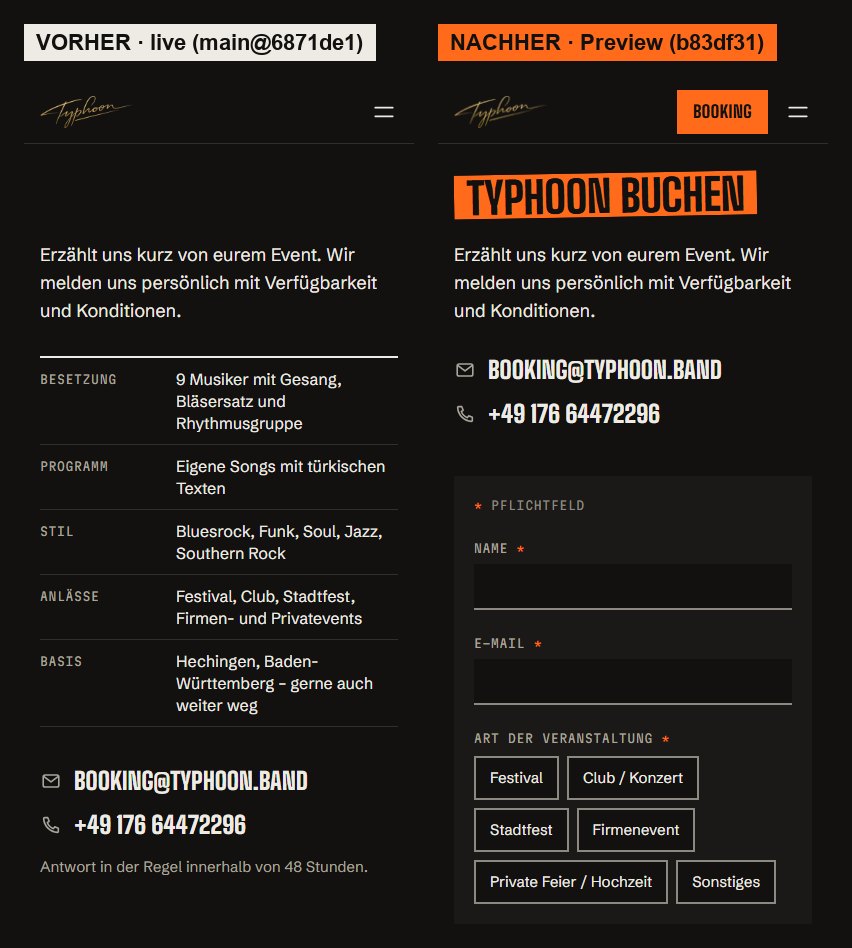 VORHER · live (main@6871de1)
Typhoon
Erzählt uns kurz von eurem Event. Wir
melden uns persönlich mit Verfügbarkeit
und Konditionen.
BESETZUNG
9 Musiker mit Gesang,
Bläsersatz und
Rhythmusgruppe
PROGRAMM
Eigene Songs mit türkischen
Texten
STIL
Bluesrock, Funk, Soul, Jazz,
Southern Rock
ANLÄSSE
Festival, Club, Stadtfest,
Firmen- und Privatevents
BASIS
Hechingen, Baden-
Württemberg – gerne auch
weiter weg
BOOKING@TYPHOON.BAND
+49 176 64472296
Antwort in der Regel innerhalb von 48 Stunden.
NACHHER · Preview (b83df31)
Typhoon
BOOKING
TYPHOON BUCHEN
Erzählt uns kurz von eurem Event. Wir
melden uns persönlich mit Verfügbarkeit
und Konditionen.
BOOKING@TYPHOON.BAND
+49 176 64472296
* PFLICHTFELD
NAME *
E-MAIL *
ART DER VERANSTALTUNG *
Festival
Club / Konzert
Stadtfest
Firmenevent
Private Feier / Hochzeit
Sonstiges